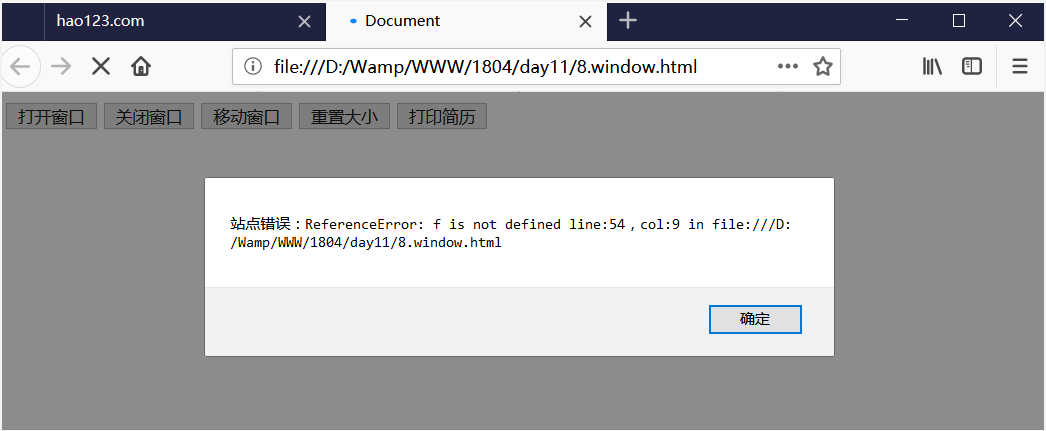 hao123.com
Document
file:///D:/Wamp/WWW/1804/day11/8.window.html
打开窗口 关闭窗口 移动窗口 重置大小 打印简历
站点错误：ReferenceError: f is not defined line:54，col:9 in file:///D:
/Wamp/WWW/1804/day11/8.window.html
确定